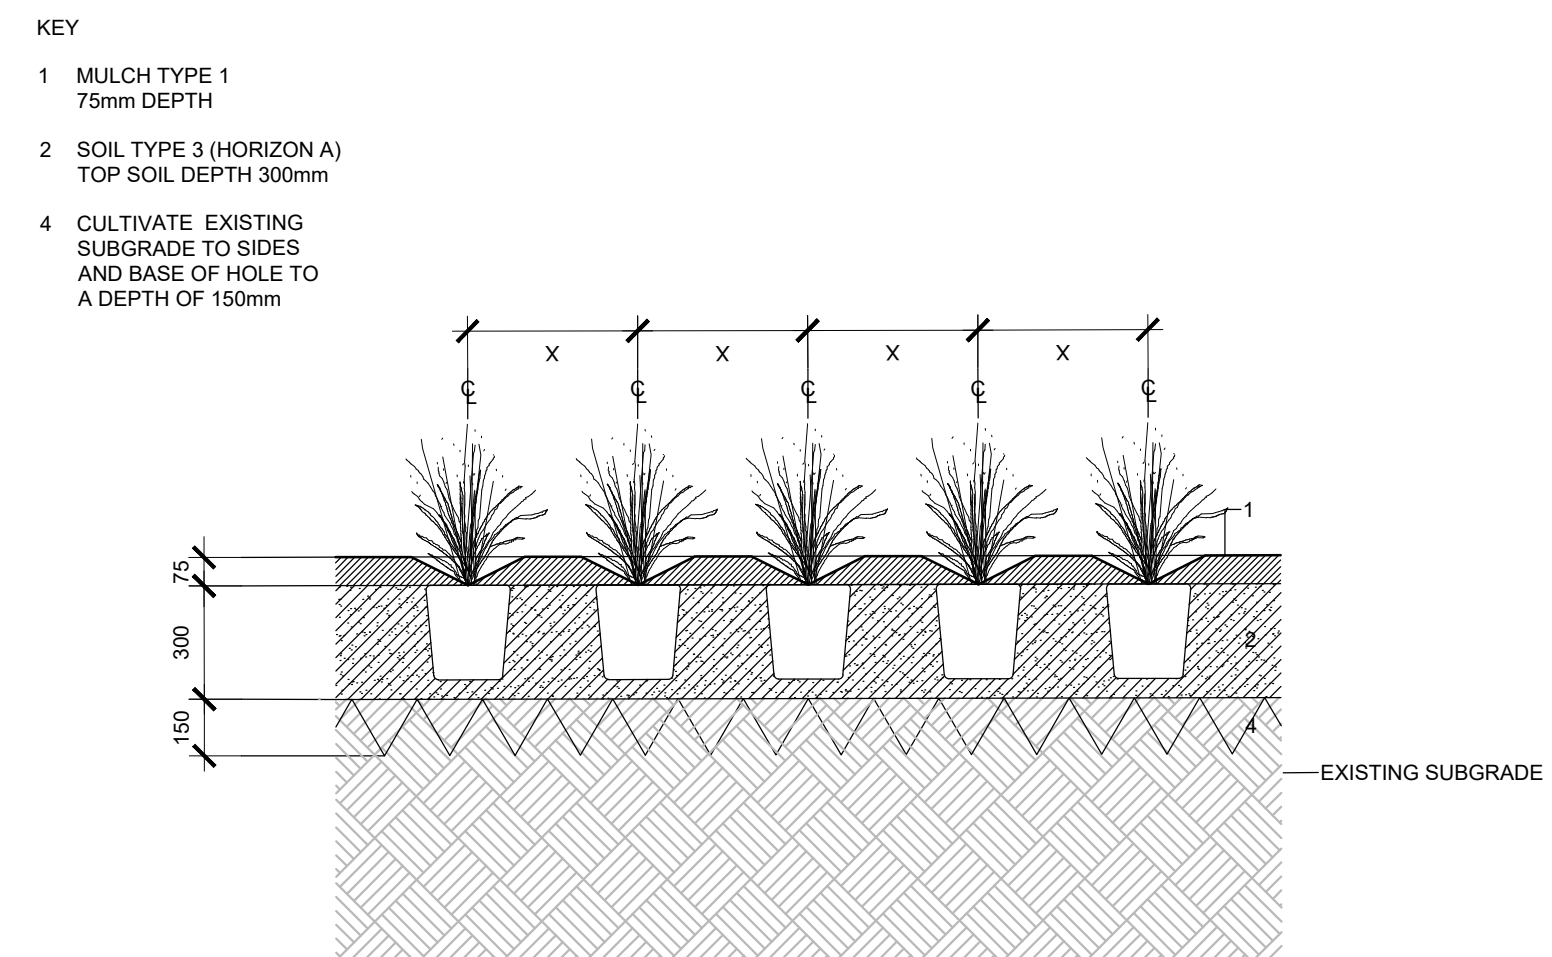 KEY
1 MULCH TYPE 1
75mm DEPTH
2 SOIL TYPE 3 (HORIZON A)
TOP SOIL DEPTH 300mm
4 CULTIVATE EXISTING
SUBGRADE TO SIDES
AND BASE OF HOLE TO
A DEPTH OF 150mm
X X X X
℄ ℄ ℄ ℄ ℄
1
75
300
2
150
4
EXISTING SUBGRADE